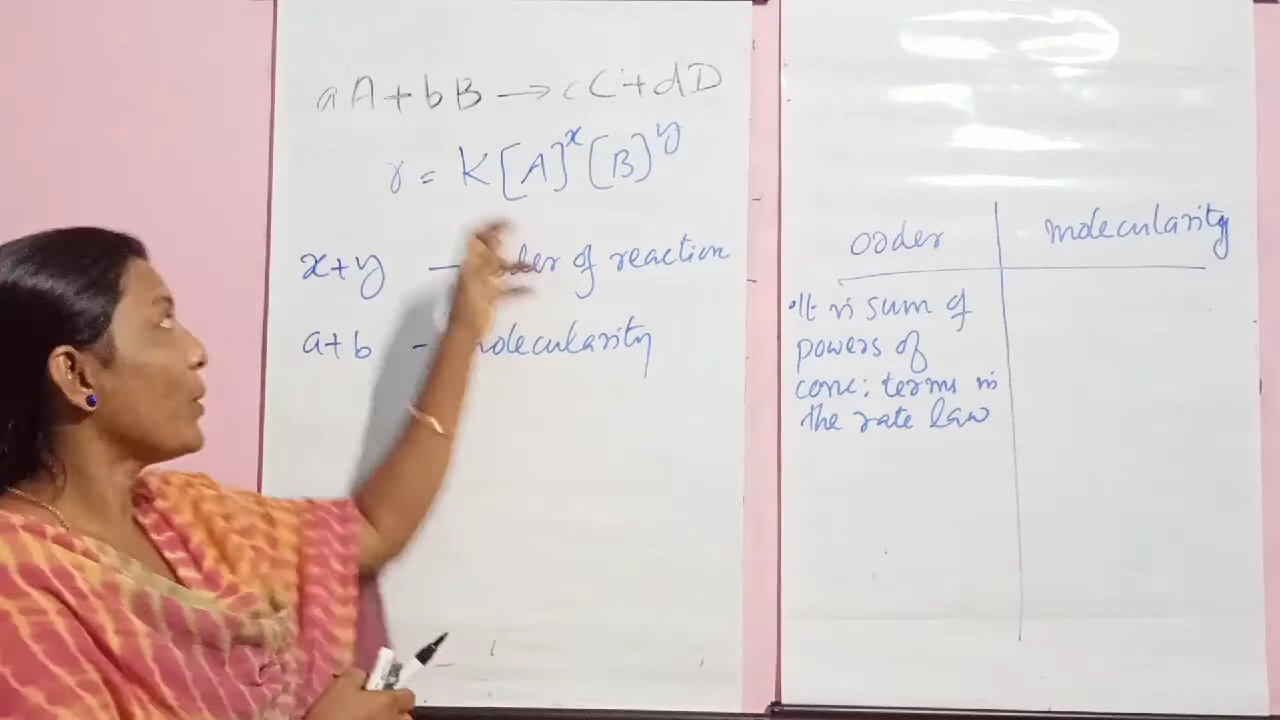 aA + bB → cC + dD
r = K[A]^x [B]^y
x+y - order of reaction
a+b - molecularity
order
molecularity
• It is sum of
powers of
conc: terms in
the rate law